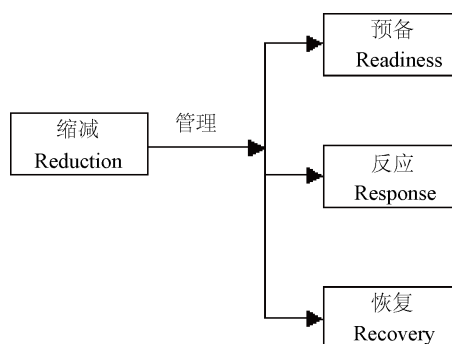 预备
Readiness
缩减
Reduction
管理
反应
Response
恢复
Recovery